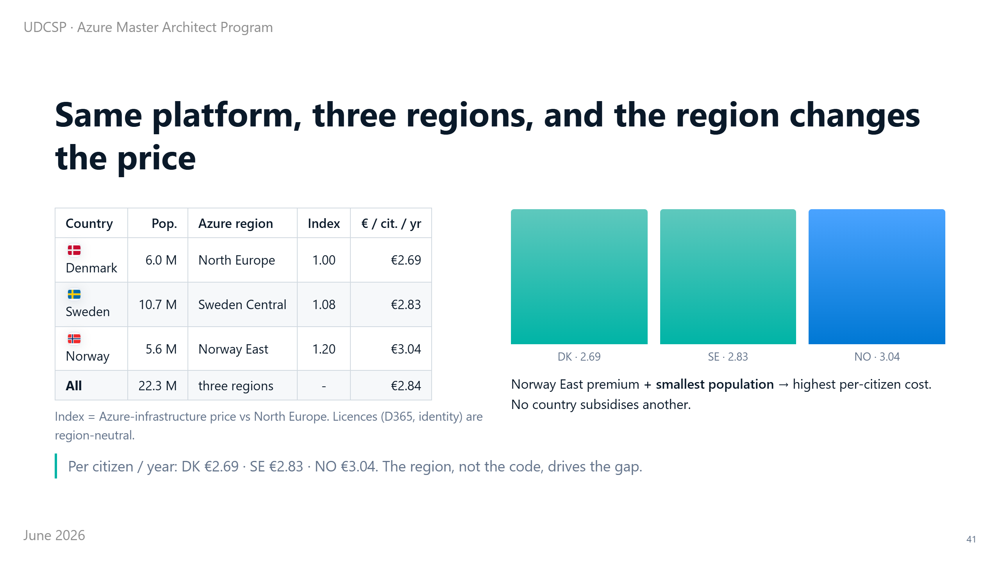 UDCSP · Azure Master Architect Program
Same platform, three regions, and the region changes
the price
Country Pop. Azure region Index € / cit. / yr
Denmark 6.0 M North Europe 1.00 €2.69
Sweden 10.7 M Sweden Central 1.08 €2.83
Norway 5.6 M Norway East 1.20 €3.04
All 22.3 M three regions - €2.84
Index = Azure-infrastructure price vs North Europe. Licences (D365, identity) are
region-neutral.
DK · 2.69
SE · 2.83
NO · 3.04
Norway East premium + smallest population → highest per-citizen cost.
No country subsidises another.
Per citizen / year: DK €2.69 · SE €2.83 · NO €3.04. The region, not the code, drives the gap.
June 2026
41